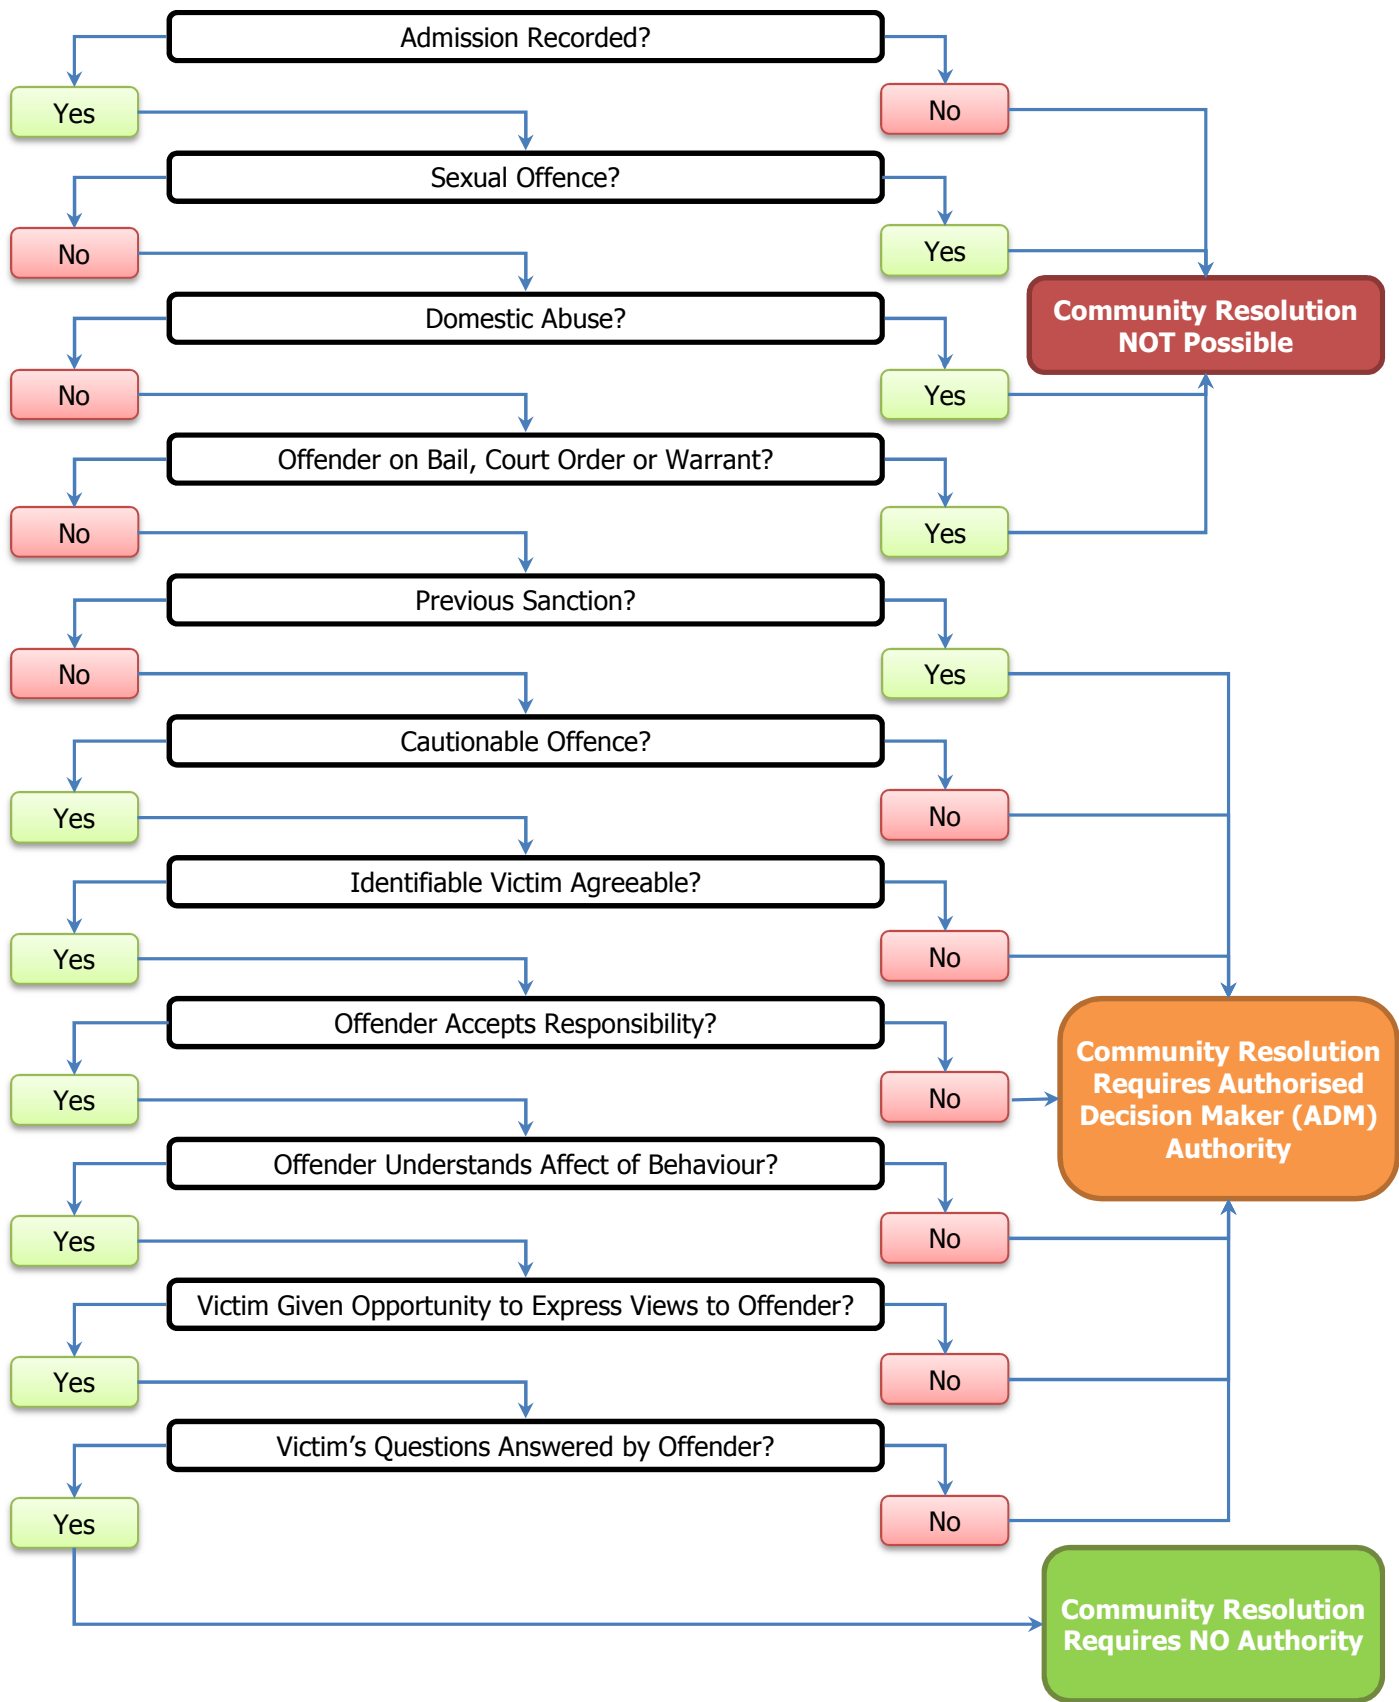 Admission Recorded?
Yes
No
Sexual Offence?
No
Yes
Community Resolution
NOT Possible
Domestic Abuse?
No
Yes
Offender on Bail, Court Order or Warrant?
No
Yes
Previous Sanction?
No
Yes
Cautionable Offence?
Yes
No
Identifiable Victim Agreeable?
Yes
No
Offender Accepts Responsibility?
Yes
No
Community Resolution
Requires Authorised
Decision Maker (ADM)
Authority
Offender Understands Affect of Behaviour?
Yes
No
Victim Given Opportunity to Express Views to Offender?
Yes
No
Victim’s Questions Answered by Offender?
Yes
No
Community Resolution
Requires NO Authority